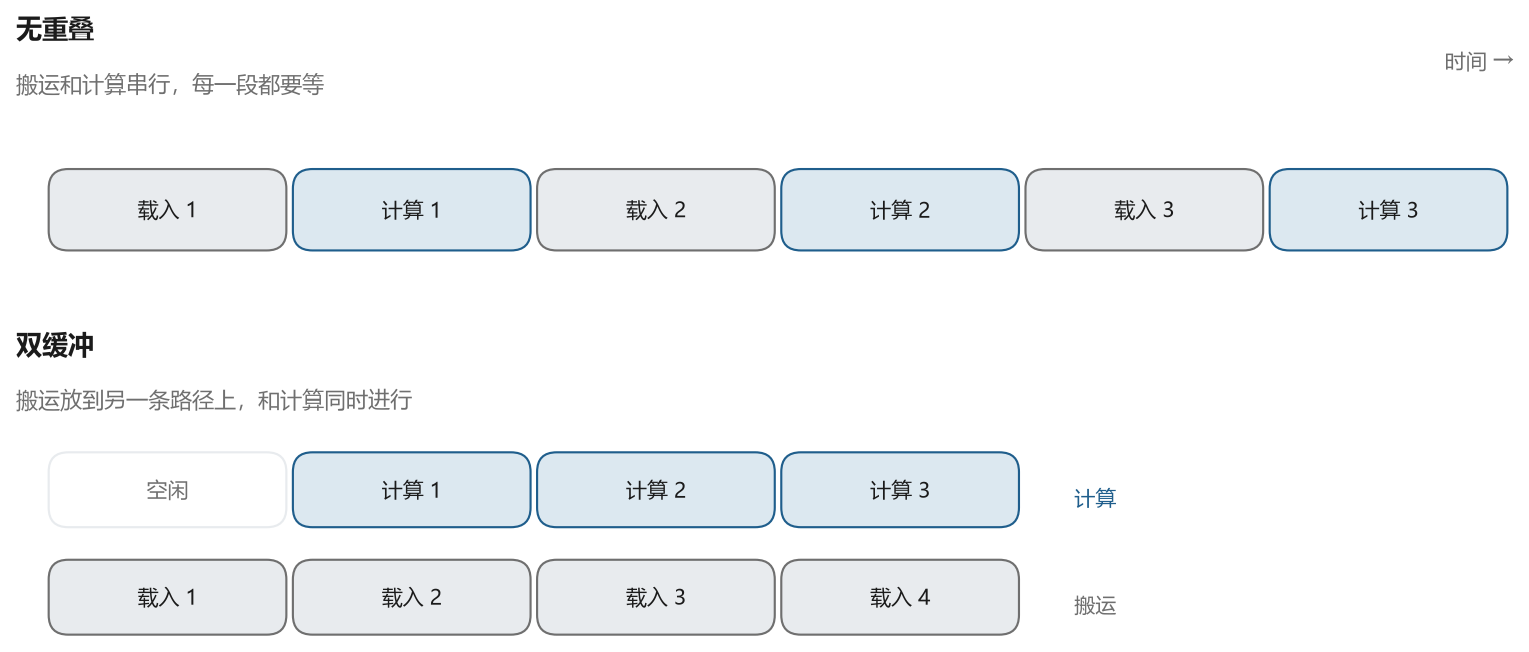 无重叠
时间 →
搬运和计算串行，每一段都要等
载入 1
计算 1
载入 2
计算 2
载入 3
计算 3
双缓冲
搬运放到另一条路径上，和计算同时进行
空闲
计算 1
计算 2
计算 3
计算
载入 1
载入 2
载入 3
载入 4
搬运